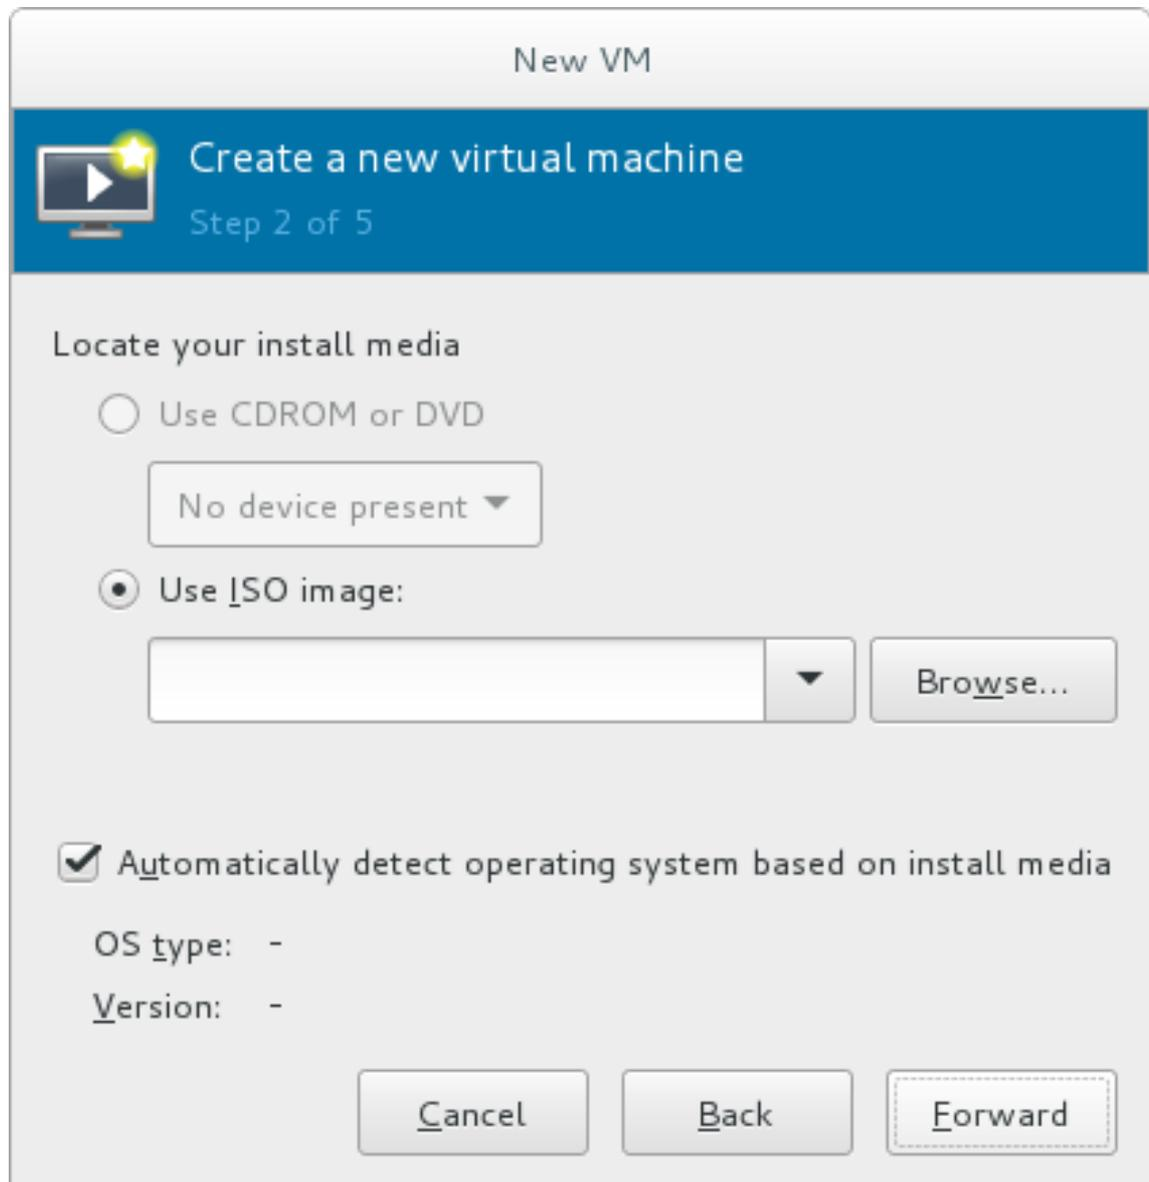 New VM
Create a new virtual machine
Step 2 of 5
Locate your install media
Use CDROM or DVD
No device present
Use ISO image:
Browse...
Automatically detect operating system based on install media
OS type: -
Version: -
Cancel Back Forward